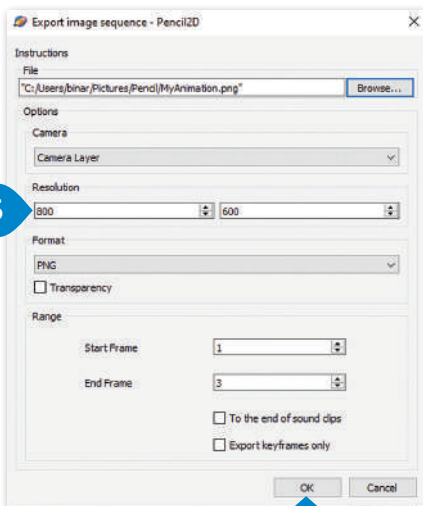 Export image sequence - Pencil2D
Instructions
File
"C:/Users/binar/Pictures/Pencil/MyAnimation.png" Browse...
Options
Camera
Camera Layer
Resolution
800 600
Format
PNG
Transparency
Range
Start Frame 1
End Frame 3
To the end of sound clips
Export keyframes only
OK Cancel